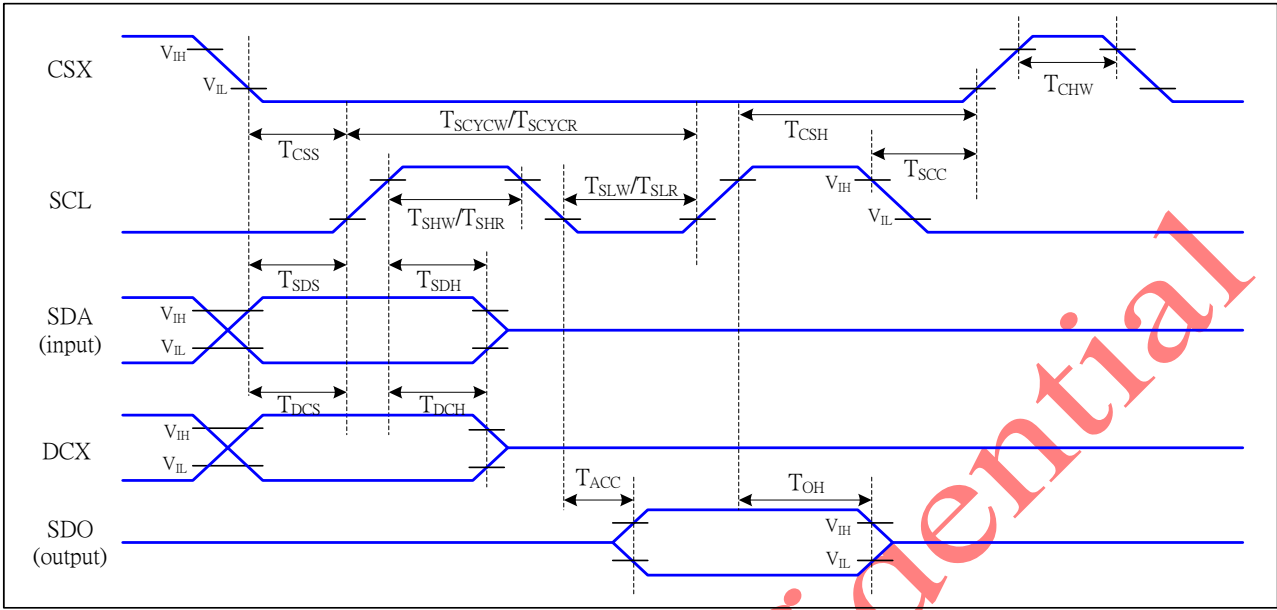 CSX
VIH
VIL
TCHW
TCSS
TSCYCW/TSCYCR
TCSH
TSCC
SCL
TSHW/TSHR
TSLW/TSLR
VIH
VIL
TSDS
TSDH
SDA
(input)
VIH
VIL
TDCS
TDCH
DCX
VIH
VIL
TACC
TOH
SDO
(output)
VIH
VIL
idential